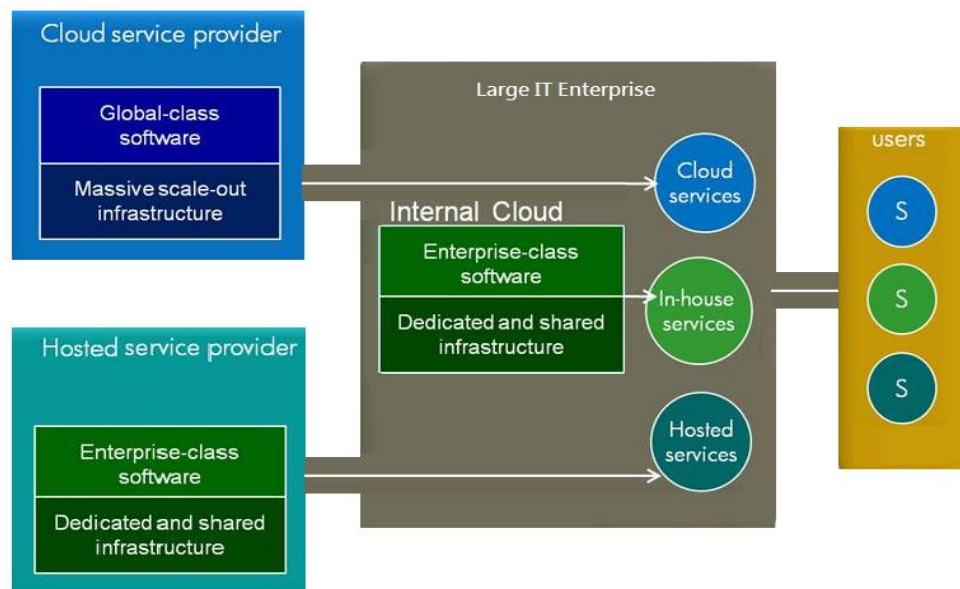 Cloud service provider
Global-class
software
Massive scale-out
infrastructure
Hosted service provider
Enterprise-class
software
Dedicated and shared
infrastructure
Large IT Enterprise
Cloud
services
Internal Cloud
Enterprise-class
software
Dedicated and shared
infrastructure
In-house
services
Hosted
services
users
S
S
S